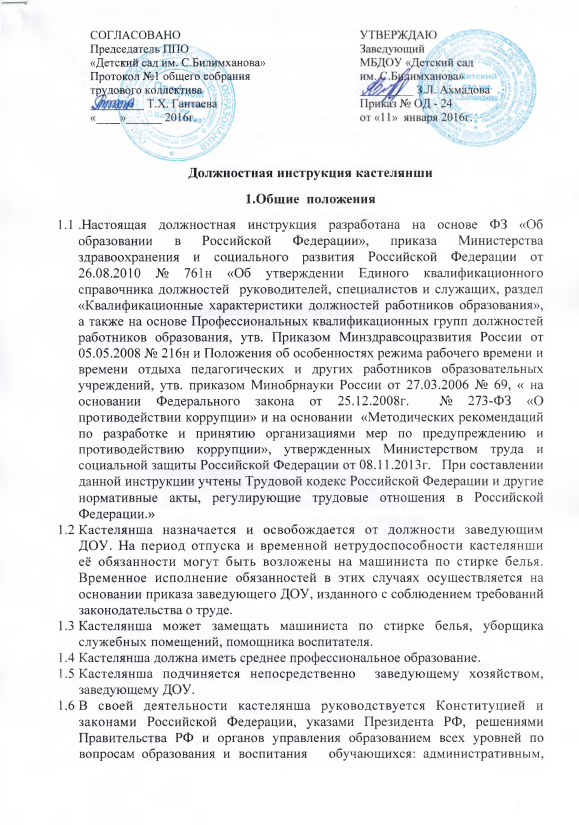 СОГЛАСОВАНО
Председатель ППО
«Детский сад им. С.Билимханова»
Протокол №1 общего собрания
трудового коллектива
________ Т.Х. Гантаева
«____»______ 2016г.
УТВЕРЖДАЮ
Заведующий
МБДОУ «Детский сад
им. С.Билимханова»
________ З.Л. Ахмадова
Приказ № ОД - 24
от «11» января 2016г.
Должностная инструкция кастелянши
1.Общие положения
1.1 .Настоящая должностная инструкция разработана на основе ФЗ «Об
образовании в Российской Федерации», приказа Министерства
здравоохранения и социального развития Российской Федерации от
26.08.2010 № 761н «Об утверждении Единого квалификационного
справочника должностей руководителей, специалистов и служащих, раздел
«Квалификационные характеристики должностей работников образования»,
а также на основе Профессиональных квалификационных групп должностей
работников образования, утв. Приказом Минздравсоцразвития России от
05.05.2008 № 216н и Положения об особенностях режима рабочего времени и
времени отдыха педагогических и других работников образовательных
учреждений, утв. приказом Минобрнауки России от 27.03.2006 № 69, « на
основании Федерального закона от 25.12.2008г. № 273-ФЗ «О
противодействии коррупции» и на основании «Методических рекомендаций
по разработке и принятию организациями мер по предупреждению и
противодействию коррупции», утвержденных Министерством труда и
социальной защиты Российской Федерации от 08.11.2013г. При составлении
данной инструкции учтены Трудовой кодекс Российской Федерации и другие
нормативные акты, регулирующие трудовые отношения в Российской
Федерации.»
1.2 Кастелянша назначается и освобождается от должности заведующим
ДОУ. На период отпуска и временной нетрудоспособности кастелянши
её обязанности могут быть возложены на машиниста по стирке белья.
Временное исполнение обязанностей в этих случаях осуществляется на
основании приказа заведующего ДОУ, изданного с соблюдением требований
законодательства о труде.
1.3 Кастелянша может замещать машиниста по стирке белья, уборщика
служебных помещений, помощника воспитателя.
1.4 Кастелянша должна иметь среднее профессиональное образование.
1.5 Кастелянша подчиняется непосредственно заведующему хозяйством,
заведующему ДОУ.
1.6 В своей деятельности кастелянша руководствуется Конституцией и
законами Российской Федерации, указами Президента РФ, решениями
Правительства РФ и органов управления образованием всех уровней по
вопросам образования и воспитания обучающихся: административным,